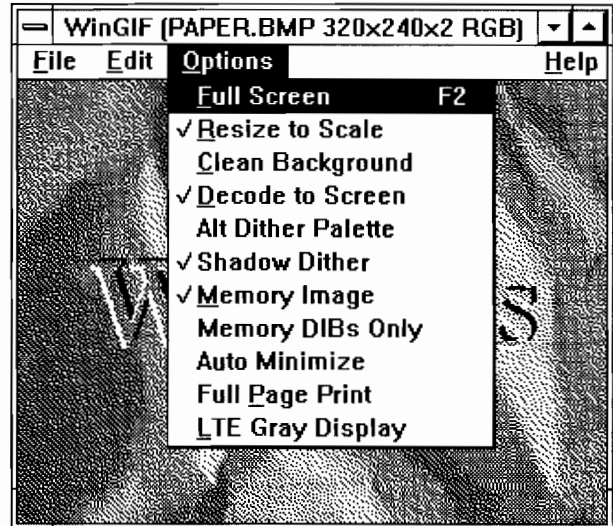 WinGIF (PAPER.BMP 320x240x2 RGB)
File Edit Options Help
Full Screen F2
✓ Resize to Scale
Clean Background
✓ Decode to Screen
Alt Dither Palette
✓ Shadow Dither
✓ Memory Image
Memory DIBs Only
Auto Minimize
Full Page Print
LTE Gray Display
W S